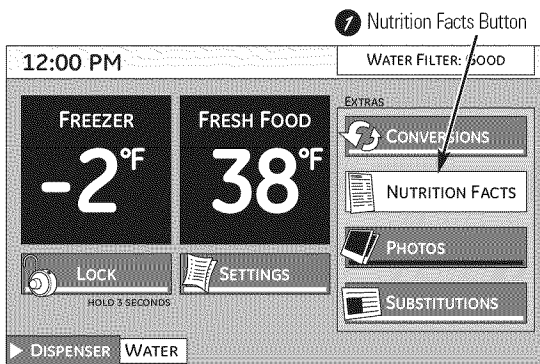 1 Nutrition Facts Button
12:00 PM
WATER FILTER: GOOD
FREEZER
-2°F
FRESH FOOD
38°F
EXTRAS
CONVERSIONS
NUTRITION FACTS
PHOTOS
SUBSTITUTIONS
LOCK
HOLD 3 SECONDS
SETTINGS
DISPENSER
WATER